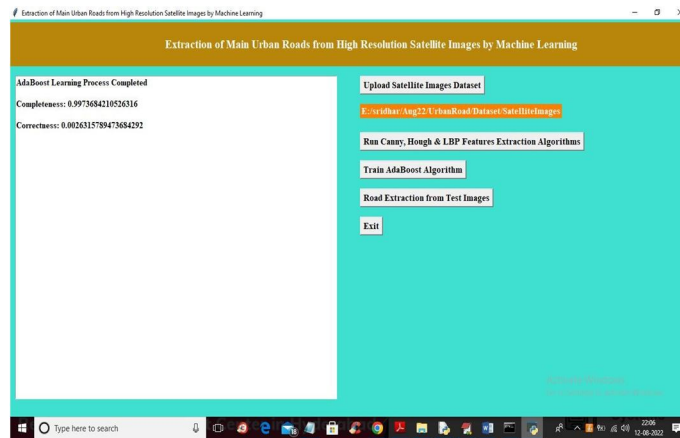 Extraction of Main Urban Roads from High Resolution Satellite Images by Machine Learning
Extraction of Main Urban Roads from High Resolution Satellite Images by Machine Learning
AdaBoost Learning Process Completed
Completeness: 0.9973684210526316
Correctness: 0.0026315789473684292
Upload Satellite Images Dataset
E:/sridhar/Aug22/UrbanRoad/Dataset/SatelliteImages
Run Canny, Hough & LBP Features Extraction Algorithms
Train AdaBoost Algorithm
Road Extraction from Test Images
Exit
Activate Windows
Type here to search
22:06
12-08-2022